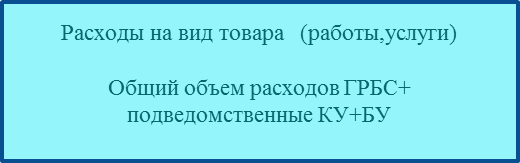 Расходы на вид товара (работы,услуги)
Общий объем расходов ГРБС+
подведомственные КУ+БУ